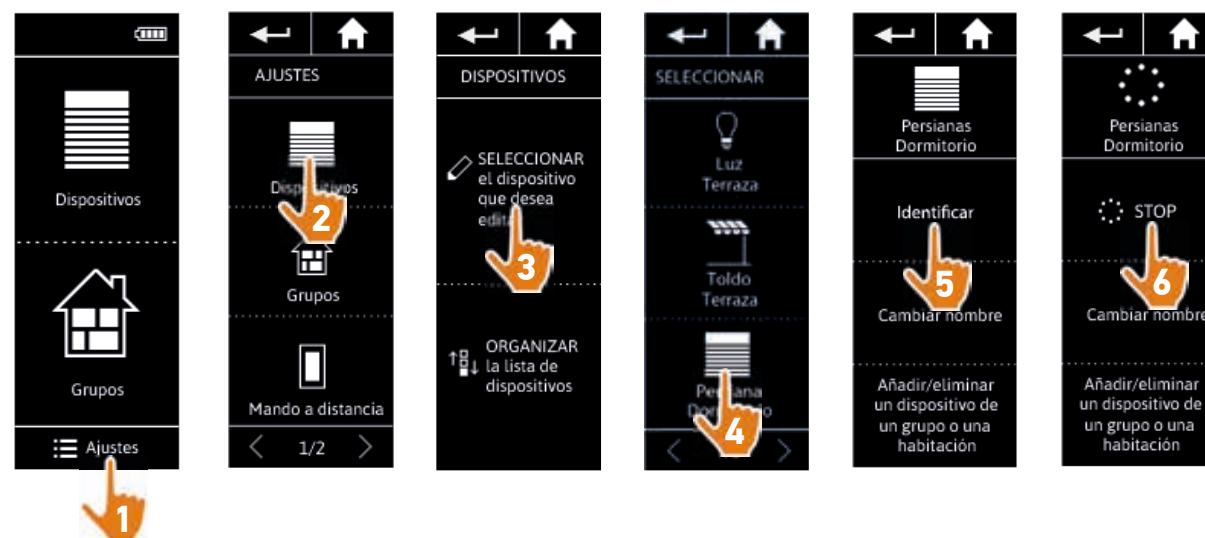 Dispositivos
Grupos
Ajustes
1
AJUSTES
Dispositivos
2
Grupos
Mando a distancia
1/2
DISPOSITIVOS
SELECCIONAR
el dispositivo
que desea
3
ORGANIZAR
la lista de
dispositivos
SELECCIONAR
Luz
Terraza
Toldo
Terraza
Persiana
Dormitorio
4
Persianas
Dormitorio
Identificar
5
Cambiar nombre
Añadir/eliminar
un dispositivo de
un grupo o una
habitación
Persianas
Dormitorio
STOP
6
Cambiar nombre
Añadir/eliminar
un dispositivo de
un grupo o una
habitación